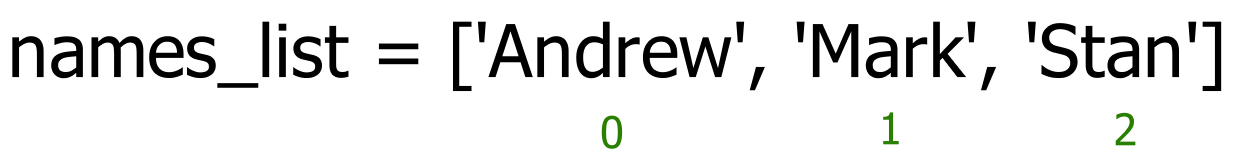 names_list = ['Andrew', 'Mark', 'Stan']
0 1 2